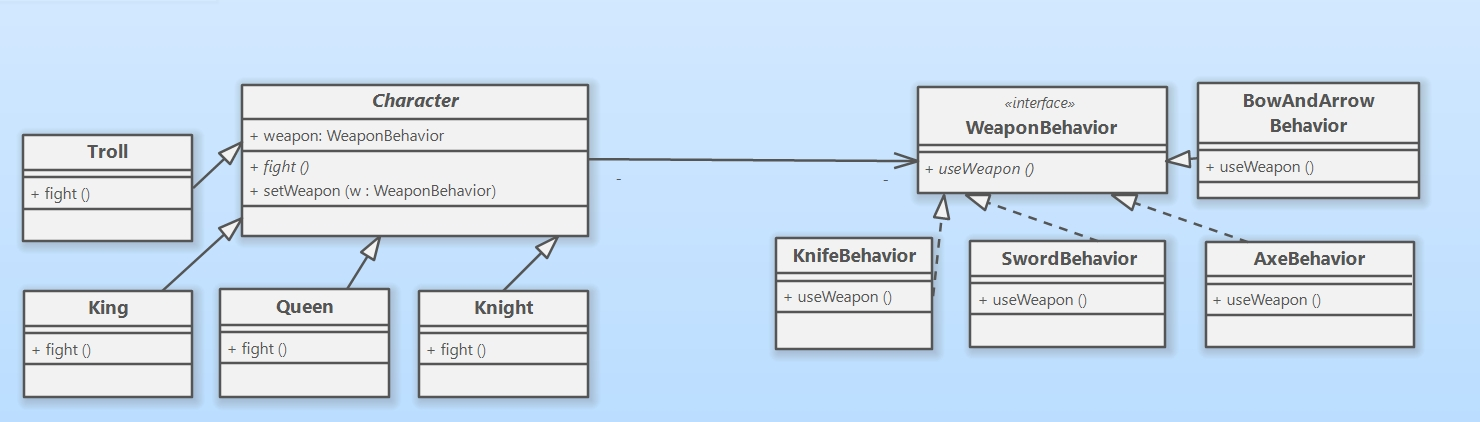 Character
+ weapon: WeaponBehavior
+ fight ()
+ setWeapon (w : WeaponBehavior)
Troll
+ fight ()
King
+ fight ()
Queen
+ fight ()
Knight
+ fight ()
-
-
«interface»
WeaponBehavior
+ useWeapon ()
BowAndArrow
Behavior
+ useWeapon ()
KnifeBehavior
+ useWeapon ()
SwordBehavior
+ useWeapon ()
AxeBehavior
+ useWeapon ()